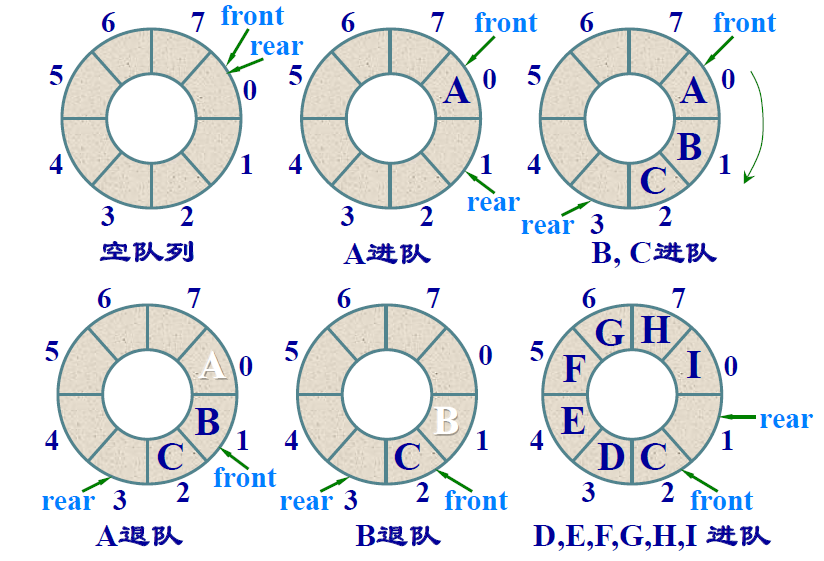 6 7 front
rear
5 0
4 1
3 2
空队列
6 7 front
5 A 0
4 1
rear
3 2
A进队
6 7 front
5 A 0
4 B 1
C
rear 3 2
B, C进队
6 7
5 A 0
4 B 1
C front
rear 3 2
A退队
6 7
5 0
4 B 1
C
rear 3 2 front
B退队
6 7
G H
5 F I 0
rear
4 E 1
D C
3 2 front
D,E,F,G,H,I 进队